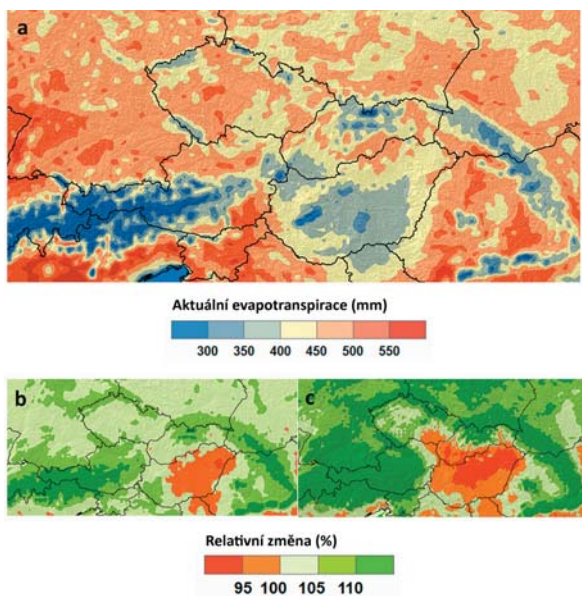 a
Aktuální evapotranspirace (mm)
300 350 400 450 500 550
b
c
Relativní změna (%)
95 100 105 110